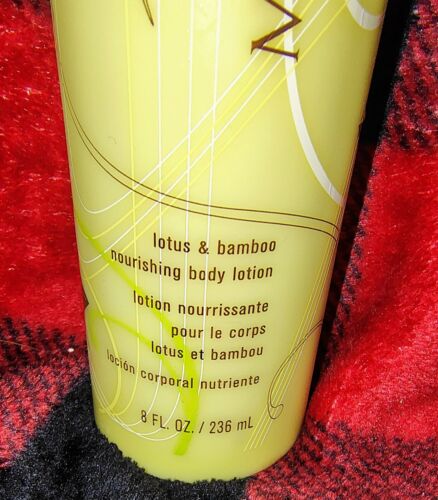 M
lotus & bamboo
nourishing body lotion
lotion nourrissante
pour le corps
lotus et bambou
loción corporal nutriente
8 FL. OZ. / 236 mL